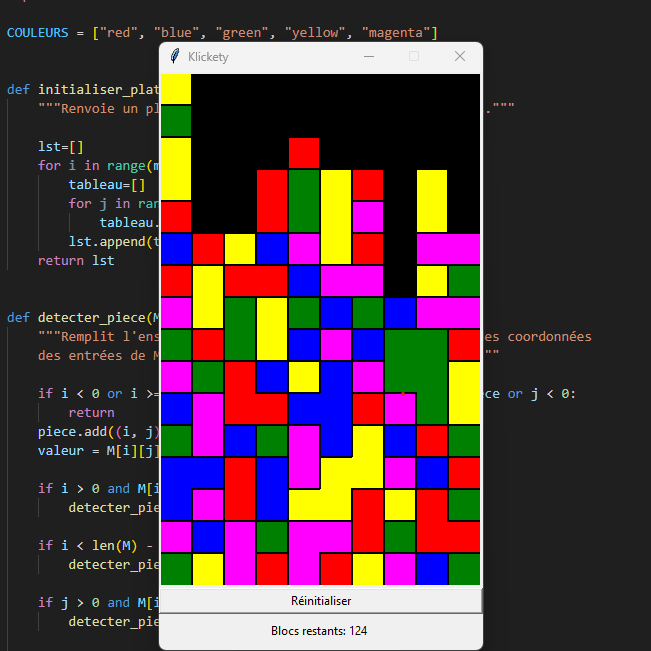 COULEURS = ["red", "blue", "green", "yellow", "magenta"]
Klickety
def initialiser_plat
"""Renvoie un pl
."""
lst=[]
for i in range(m
tableau=[]
for j in ran
tableau.
lst.append(t
return lst
def detecter_piece(M
"""Remplit l'ens
es coordonnées
des entrées de M
""
if i < 0 or i >=
ece or j < 0:
return
piece.add((i, j)
valeur = M[i][j]
if i > 0 and M[i
detecter_pie
if i < len(M) -
detecter_pie
if j > 0 and M[i
detecter_pie
Réinitialiser
Blocs restants: 124